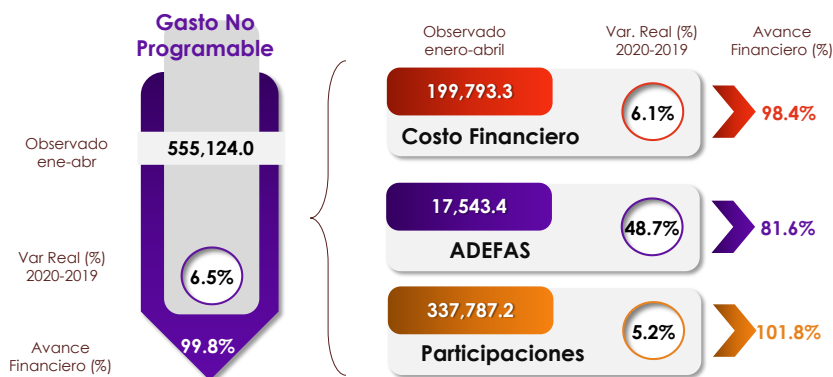 Gasto No
Programable
Observado
ene-abr
555,124.0
Var Real (%)
2020-2019
6.5%
Avance
Financiero (%)
99.8%
Observado
enero-abril
Var. Real (%)
2020-2019
Avance
Financiero (%)
199,793.3
Costo Financiero
6.1%
98.4%
17,543.4
ADEFAS
48.7%
81.6%
337,787.2
Participaciones
5.2%
101.8%